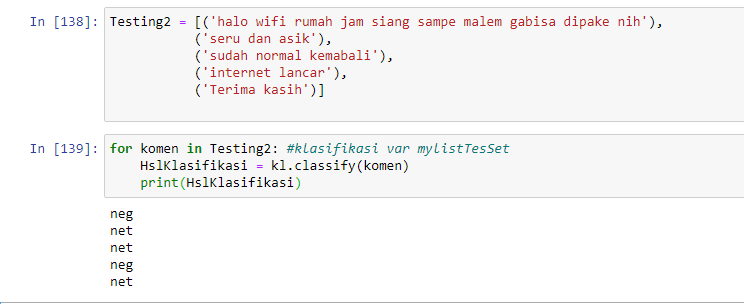 In [138]: Testing2 = [('halo wifi rumah jam siang sampe malem gabisa dipake nih'),
('seru dan asik'),
('sudah normal kemabali'),
('internet lancar'),
('Terima kasih')]
In [139]: for komen in Testing2: #klasifikasi var mylistTesSet
HslKlasifikasi = kl.classify(komen)
print(HslKlasifikasi)
neg
net
net
neg
net